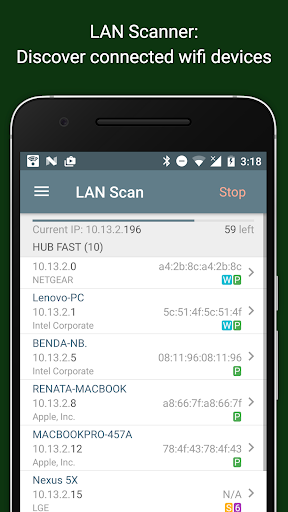 LAN Scanner:
Discover connected wifi devices
3:18
LAN Scan Stop
Current IP: 10.13.2.196 59 left
HUB FAST (10)
10.13.2.0 a4:2b:8c:a4:2b:8c
NETGEAR W P
Lenovo-PC
10.13.2.1 5c:51:4f:5c:51:4f
Intel Corporate W P
BENDA-NB.
10.13.2.5 08:11:96:08:11:96
Intel Corporate P
RENATA-MACBOOK
10.13.2.8 a8:66:7f:a8:66:7f
Apple, Inc. P
MACBOOKPRO-457A
10.13.2.12 78:4f:43:78:4f:43
Apple, Inc. P
Nexus 5X
10.13.2.15 N/A
LGE S 6